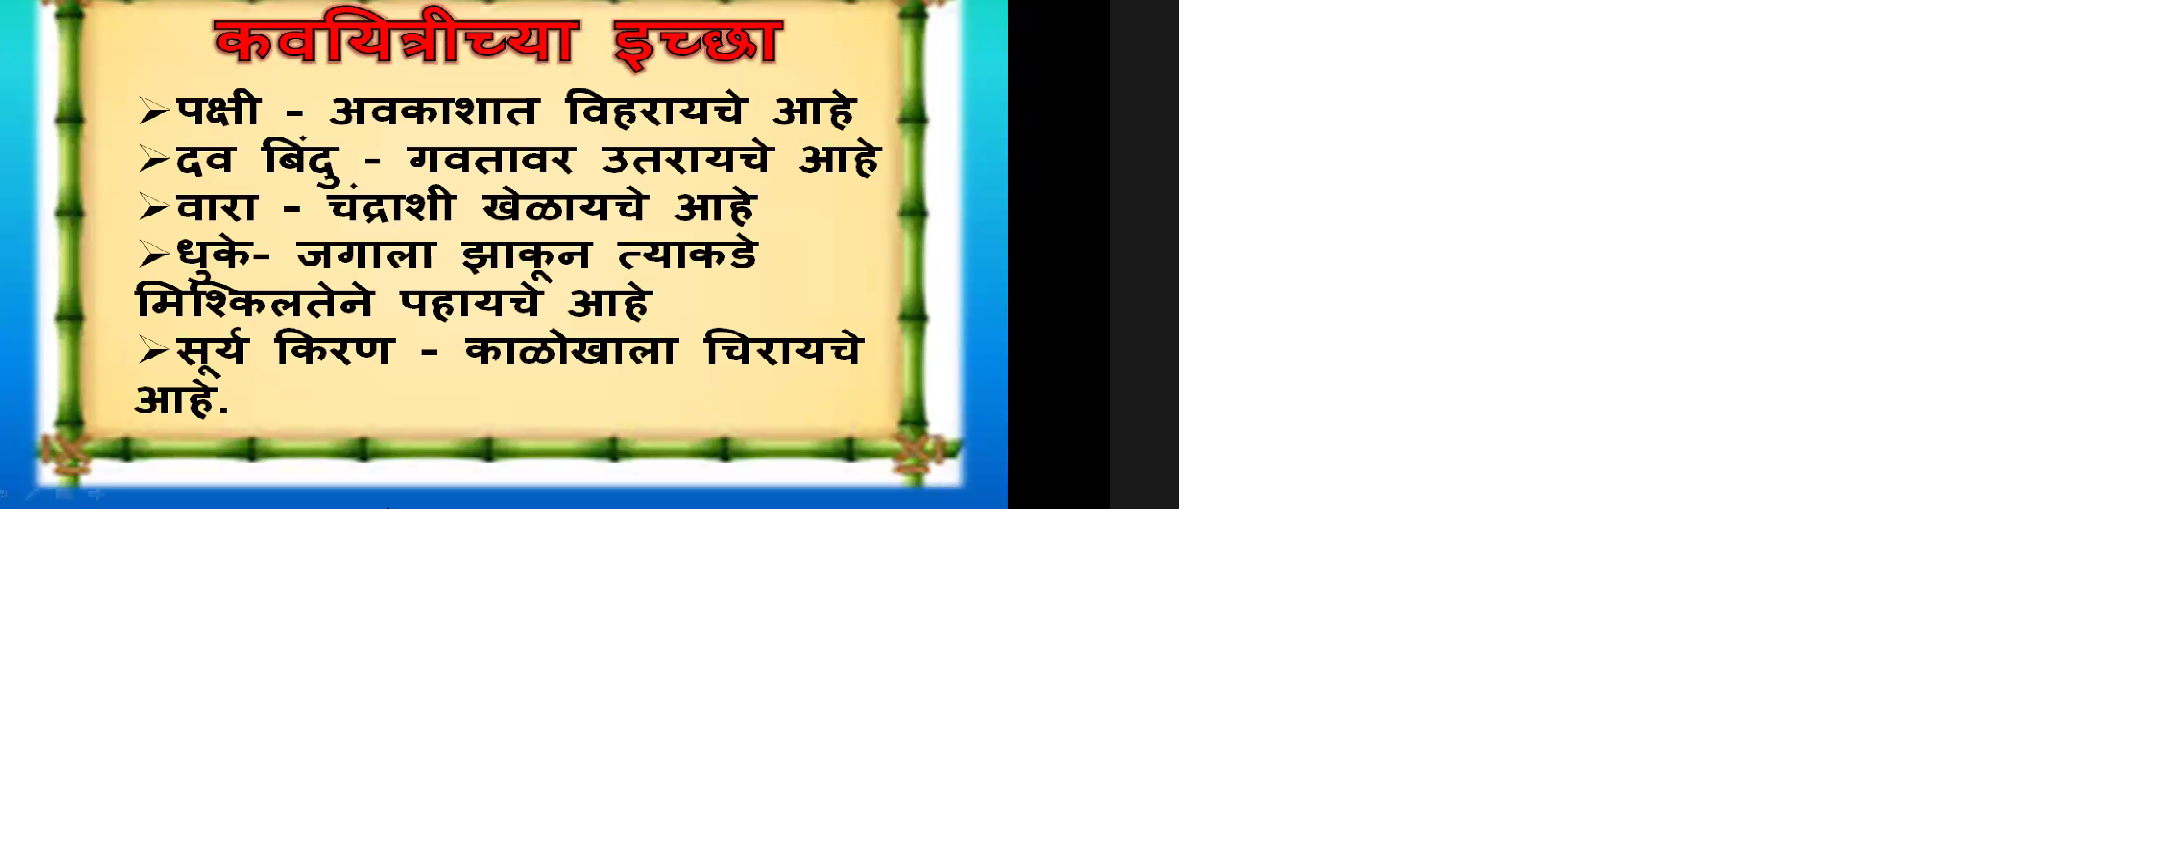 कवयित्रीच्या इच्छा
➢पक्षी - अवकाशात विहरायचे आहे
➢दव बिंदु - गवतावर उतरायचे आहे
➢वारा - चंद्राशी खेळायचे आहे
➢धुके- जगाला झाकून त्याकडे
मिश्किलतेने पहायचे आहे
➢सूर्य किरण - काळोखाला चिरायचे
आहे.